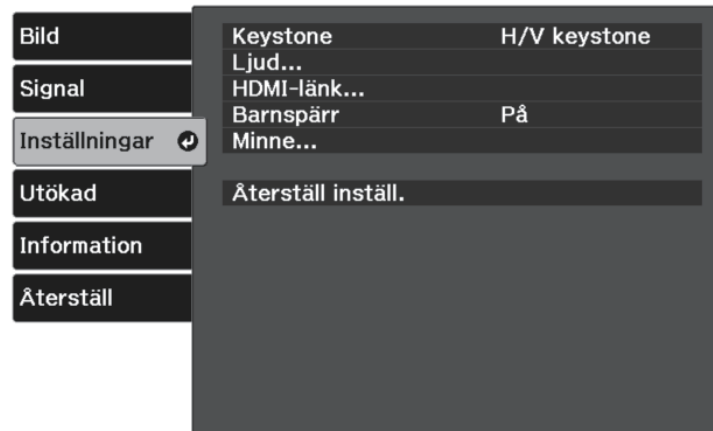 Bild
Signal
Inställningar
Utökad
Information
Återställ
Keystone H/V keystone
Ljud...
HDMI-länk...
Barnspärr På
Minne...
Återställ inställ.